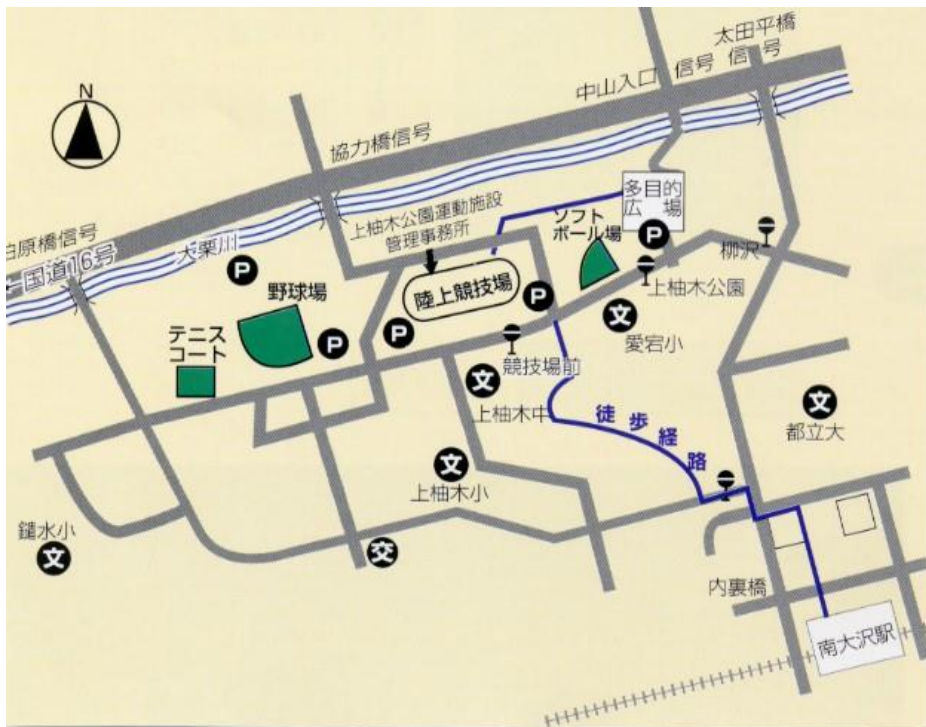 N
太田平橋
信号
中山入口 信号
協力橋信号
柏原橋信号
国道16号
大栗川
上柚木公園運動施設
管理事務所
多目的
広場
ソフト
ボール場
P
柳沢
上柚木公園
P
野球場
陸上競技場
P
P
P
テニス
コート
文
愛宕小
競技場前
文
上柚木中
徒歩経路
文
都立大
文
上柚木小
鑓水小
文
交
内裏橋
南大沢駅